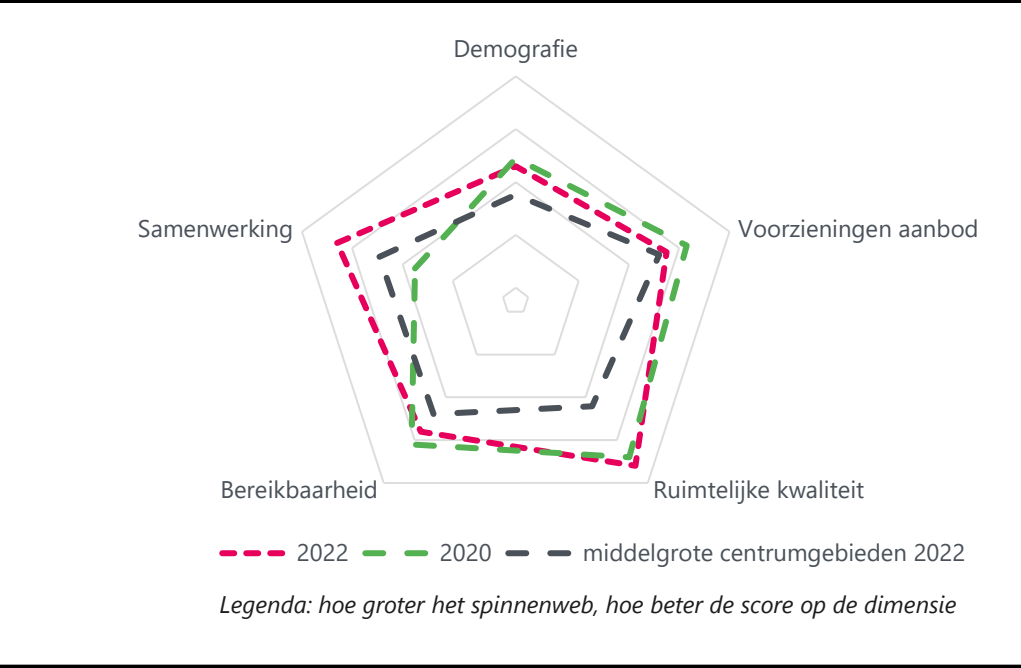 Demografie
Samenwerking
Voorzieningen aanbod
Bereikbaarheid
Ruimtelijke kwaliteit
2022 2020 middelgrote centrumgebieden 2022
Legenda: hoe groter het spinnenweb, hoe beter de score op de dimensie